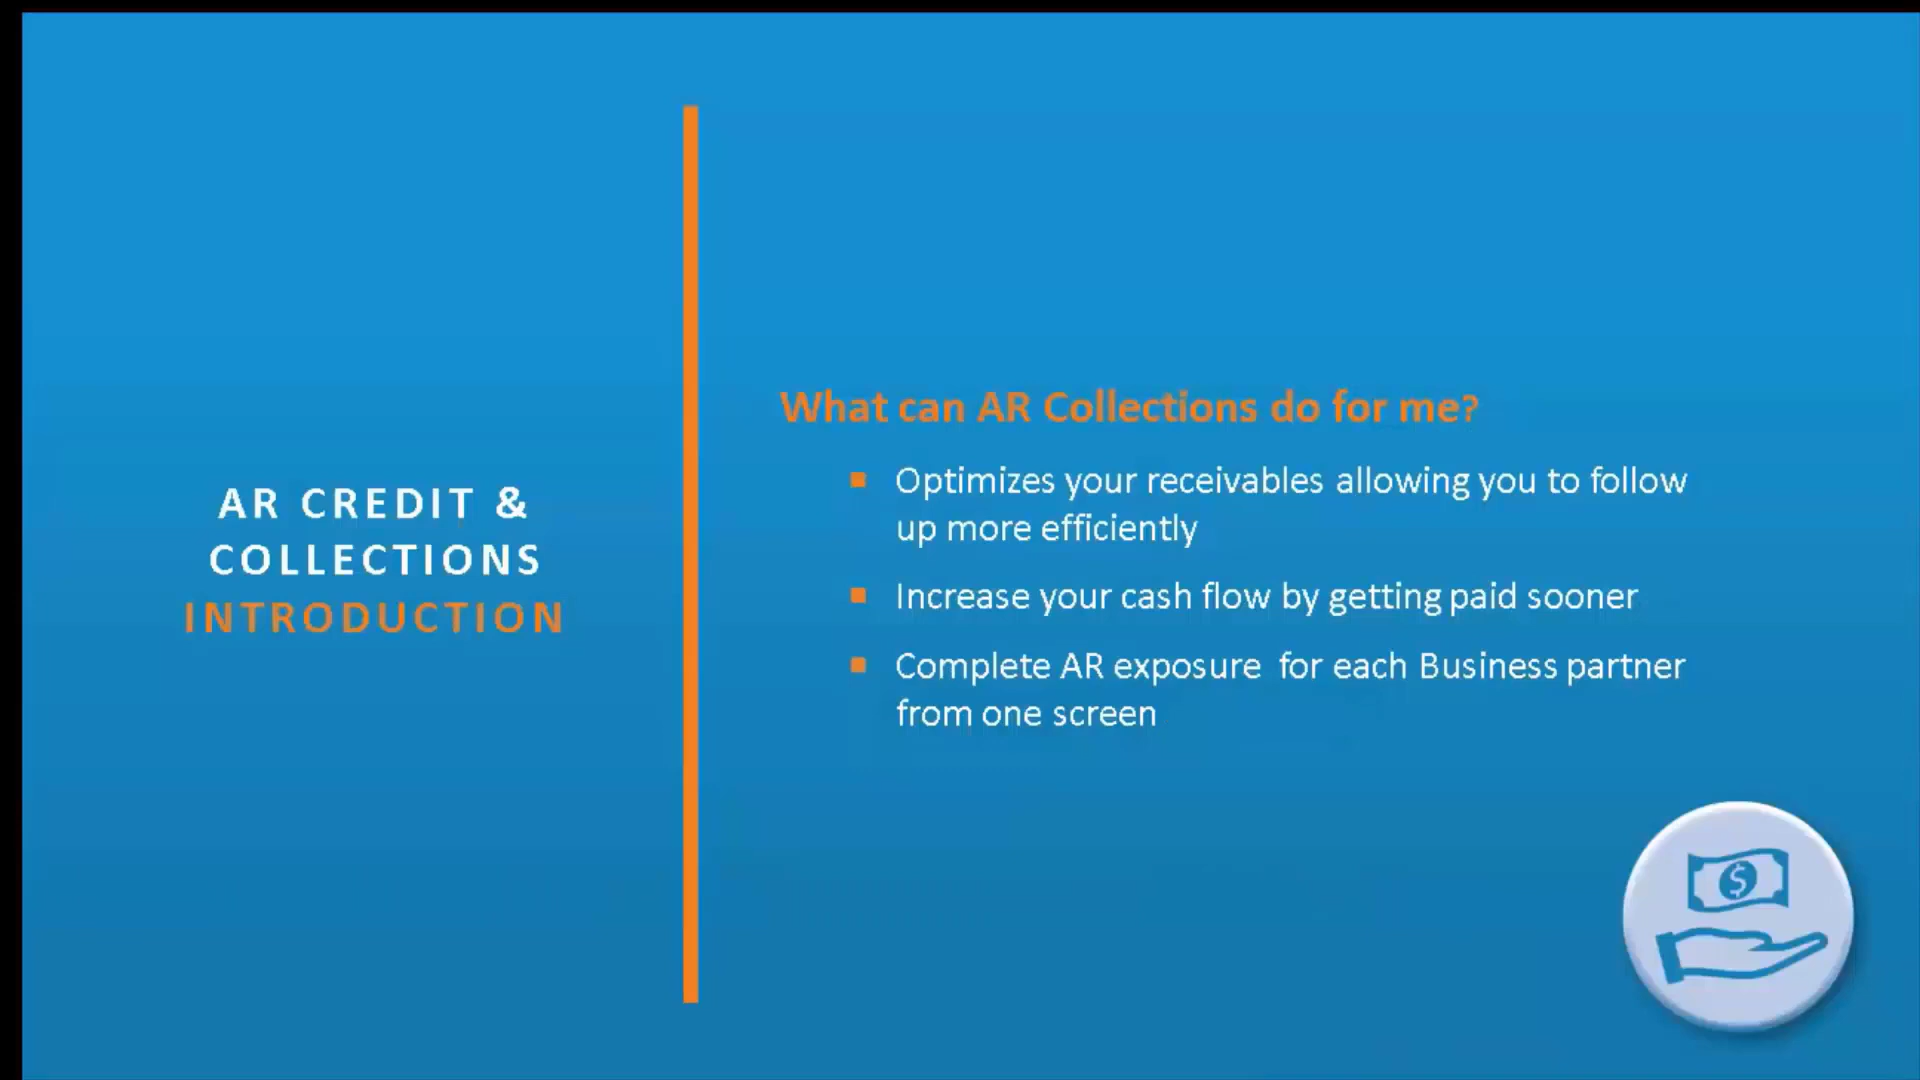 AR CREDIT &
COLLECTIONS
INTRODUCTION
What can AR Collections do for me?
Optimizes your receivables allowing you to follow
up more efficiently
Increase your cash flow by getting paid sooner
Complete AR exposure for each Business partner
from one screen
$